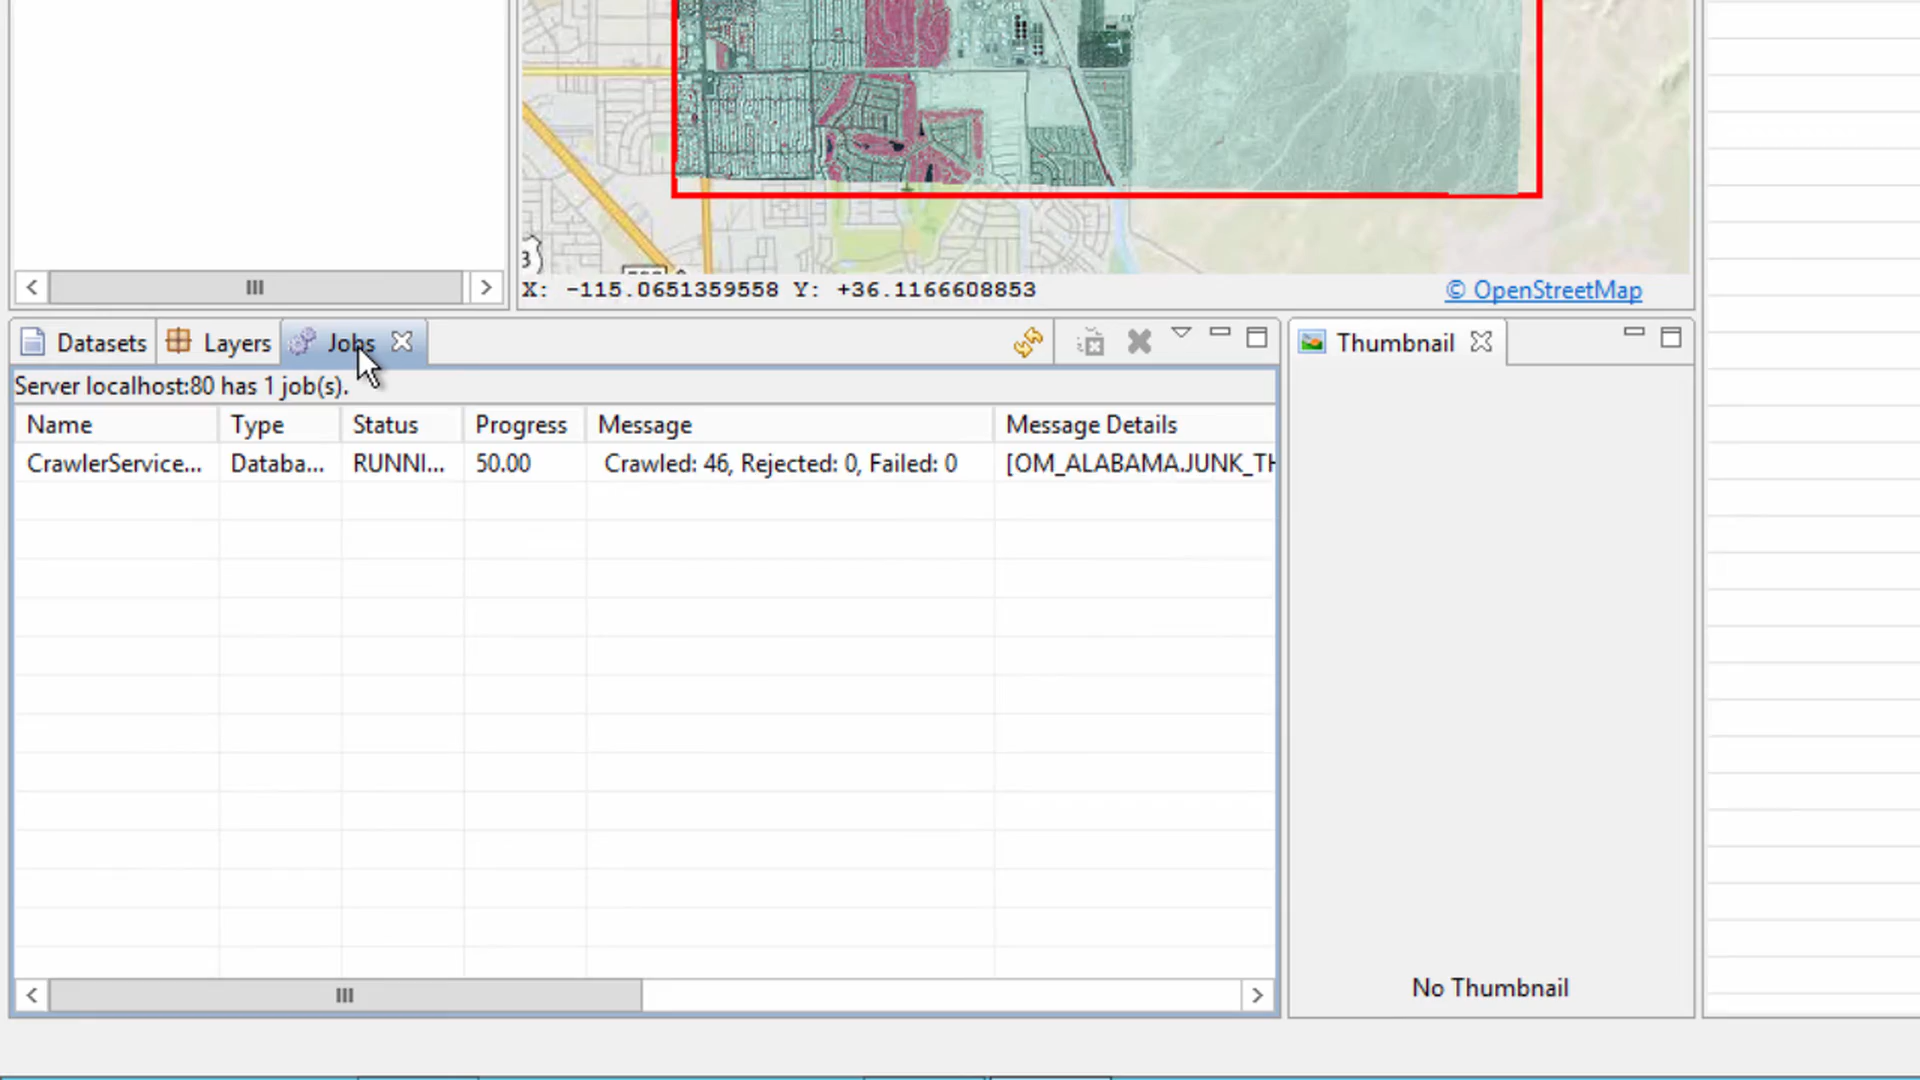 3
X: -115.0651359558 Y: +36.1166608853
© OpenStreetMap
Datasets
Layers
Jobs
Thumbnail
Server localhost:80 has 1 job(s).
Name Type Status Progress Message Message Details
CrawlerService... Databa... RUNNI... 50.00 Crawled: 46, Rejected: 0, Failed: 0 [OM_ALABAMA.JUNK_TH
No Thumbnail